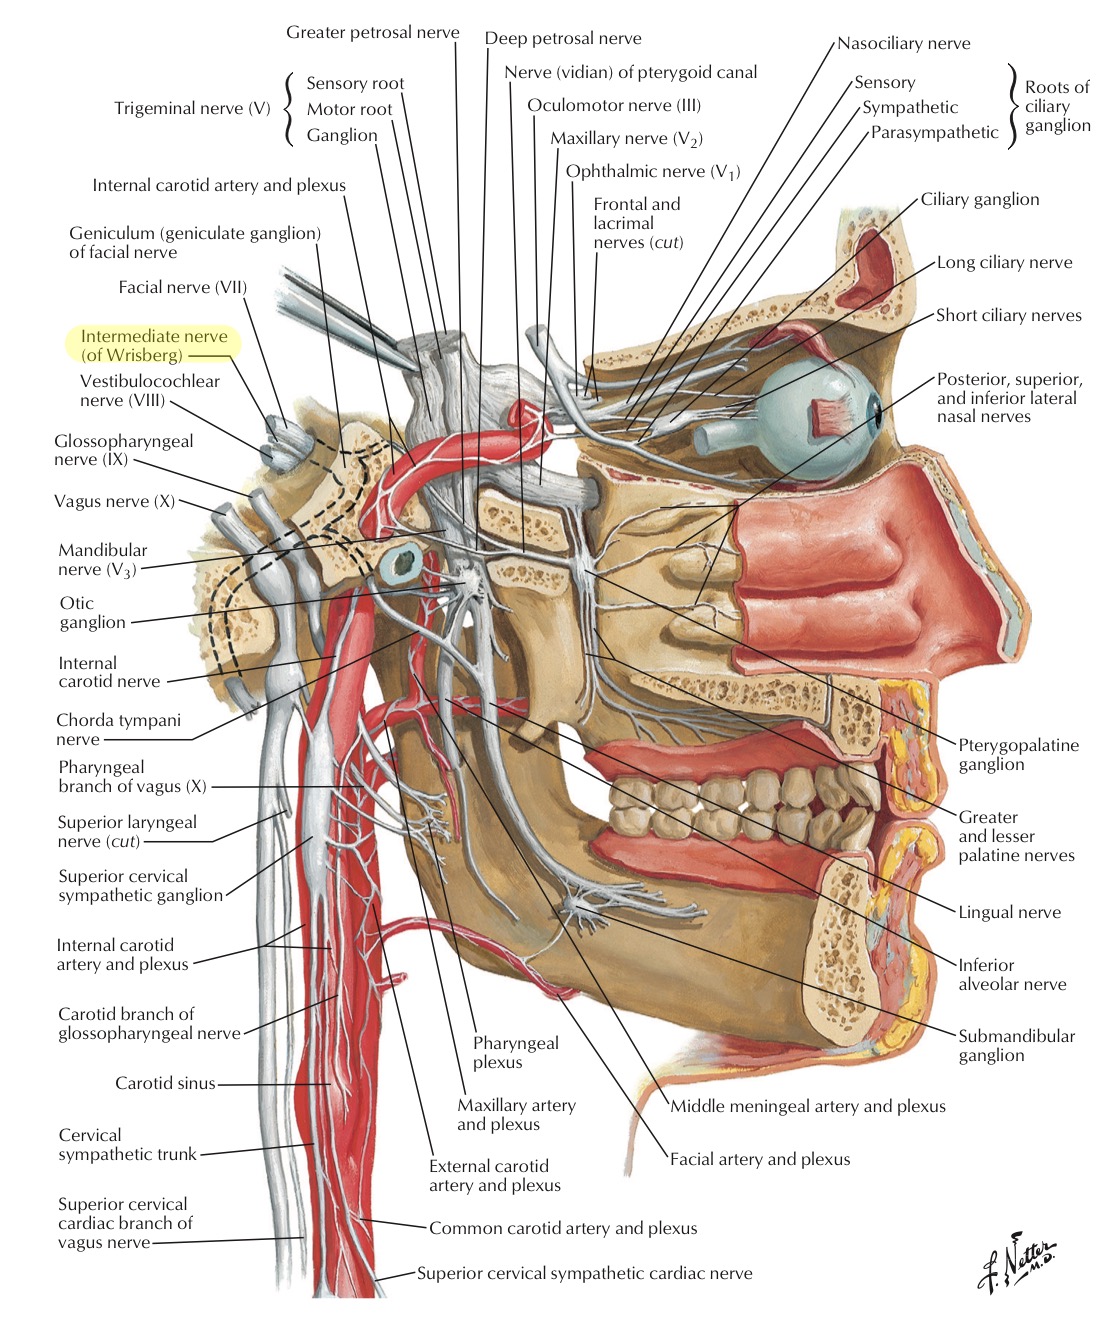 Greater petrosal nerve
Deep petrosal nerve
Nerve (vidian) of pterygoid canal
Oculomotor nerve (III)
Maxillary nerve (V2)
Ophthalmic nerve (V1)
Frontal and
lacrimal
nerves (cut)
Nasociliary nerve
Sensory
Sympathetic
Parasympathetic
Roots of
ciliary
ganglion
Trigeminal nerve (V)
Sensory root
Motor root
Ganglion
Internal carotid artery and plexus
Geniculum (geniculate ganglion)
of facial nerve
Facial nerve (VII)
Intermediate nerve
(of Wrisberg)
Vestibulocochlear
nerve (VIII)
Glossopharyngeal
nerve (IX)
Vagus nerve (X)
Mandibular
nerve (V3)
Otic
ganglion
Internal
carotid nerve
Chorda tympani
nerve
Pharyngeal
branch of vagus (X)
Superior laryngeal
nerve (cut)
Superior cervical
sympathetic ganglion
Internal carotid
artery and plexus
Carotid branch of
glossopharyngeal nerve
Carotid sinus
Cervical
sympathetic trunk
Superior cervical
cardiac branch of
vagus nerve
Ciliary ganglion
Long ciliary nerve
Short ciliary nerves
Posterior, superior,
and inferior lateral
nasal nerves
Pterygopalatine
ganglion
Greater
and lesser
palatine nerves
Lingual nerve
Inferior
alveolar nerve
Submandibular
ganglion
Pharyngeal
plexus
Maxillary artery
and plexus
External carotid
artery and plexus
Middle meningeal artery and plexus
Facial artery and plexus
Common carotid artery and plexus
Superior cervical sympathetic cardiac nerve
F. Netter
M.D.